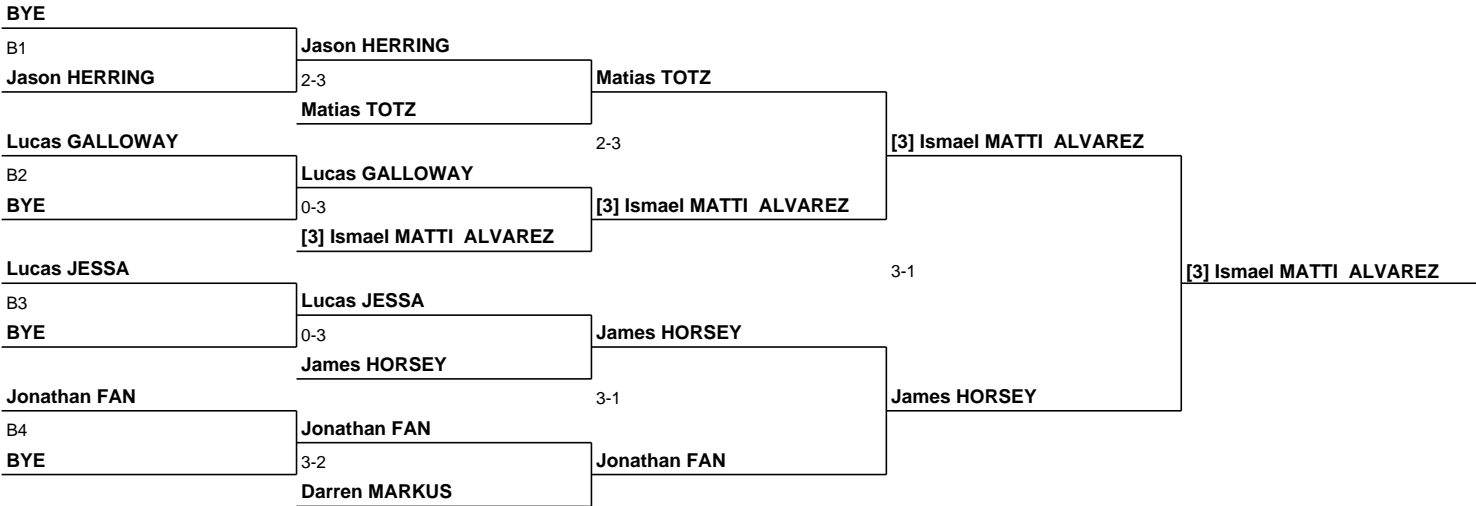 BYE
B1
Jason HERRING
Jason HERRING
2-3
Matias TOTZ
Matias TOTZ
Lucas GALLOWAY
2-3
[3] Ismael MATTI  ALVAREZ
B2
Lucas GALLOWAY
BYE
0-3
[3] Ismael MATTI  ALVAREZ
[3] Ismael MATTI  ALVAREZ
Lucas JESSA
3-1
[3] Ismael MATTI  ALVAREZ
B3
Lucas JESSA
BYE
0-3
James HORSEY
James HORSEY
Jonathan FAN
3-1
James HORSEY
B4
Jonathan FAN
BYE
3-2
Jonathan FAN
Darren MARKUS